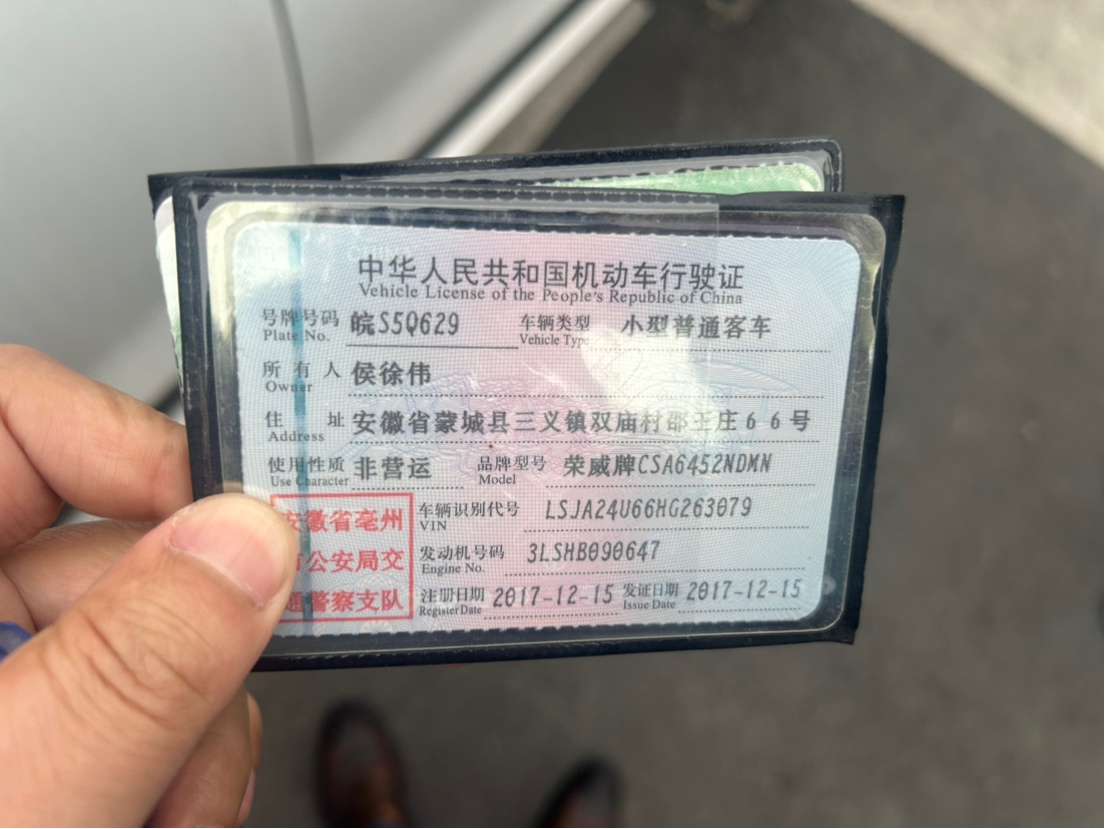 中华人民共和国机动车行驶证
Vehicle License of the People's Republic of China
号牌号码 皖S5Q629 车辆类型 小型普通客车
Plate No. Vehicle Type
所有人 侯徐伟
Owner
住址 安徽省蒙城县三义镇双庙村邵王庄66号
Address
使用性质 非营运 品牌型号 荣威牌CSA6452NDMN
Use Character Model
车辆识别代号 LSJA24U66HG263079
VIN
发动机号码 3LSHB090647
Engine No.
注册日期 2017-12-15 发证日期 2017-12-15
Register Date Issue Date
安徽省亳州
公安局交
通警察支队